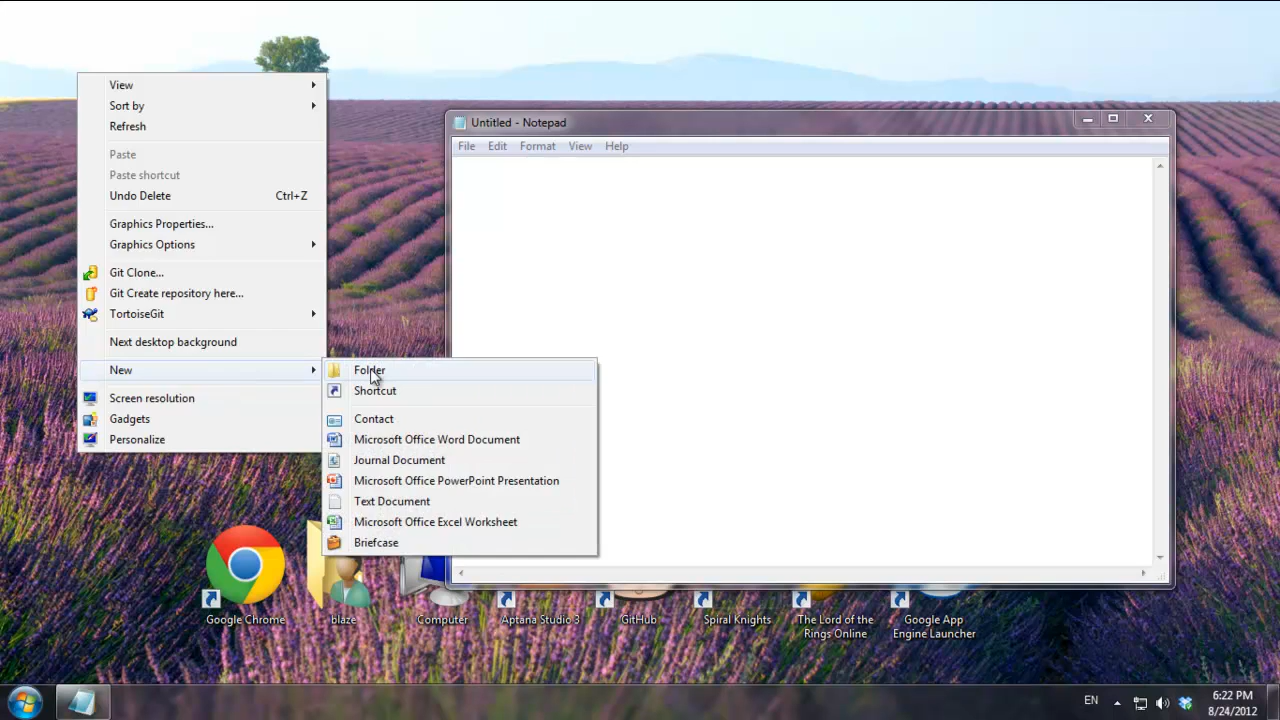 View
Sort by
Refresh
Paste
Paste shortcut
Undo Delete Ctrl+Z
Graphics Properties...
Graphics Options
Git Clone...
Git Create repository here...
TortoiseGit
Next desktop background
New
Screen resolution
Gadgets
Personalize
Folder
Shortcut
Contact
Microsoft Office Word Document
Journal Document
Microsoft Office PowerPoint Presentation
Text Document
Microsoft Office Excel Worksheet
Briefcase
Untitled - Notepad
File Edit Format View Help
Google Chrome
blaze
Computer
Aptana Studio 3
GitHub
Spiral Knights
The Lord of the
Rings Online
Google App
Engine Launcher
EN
6:22 PM
8/24/2012